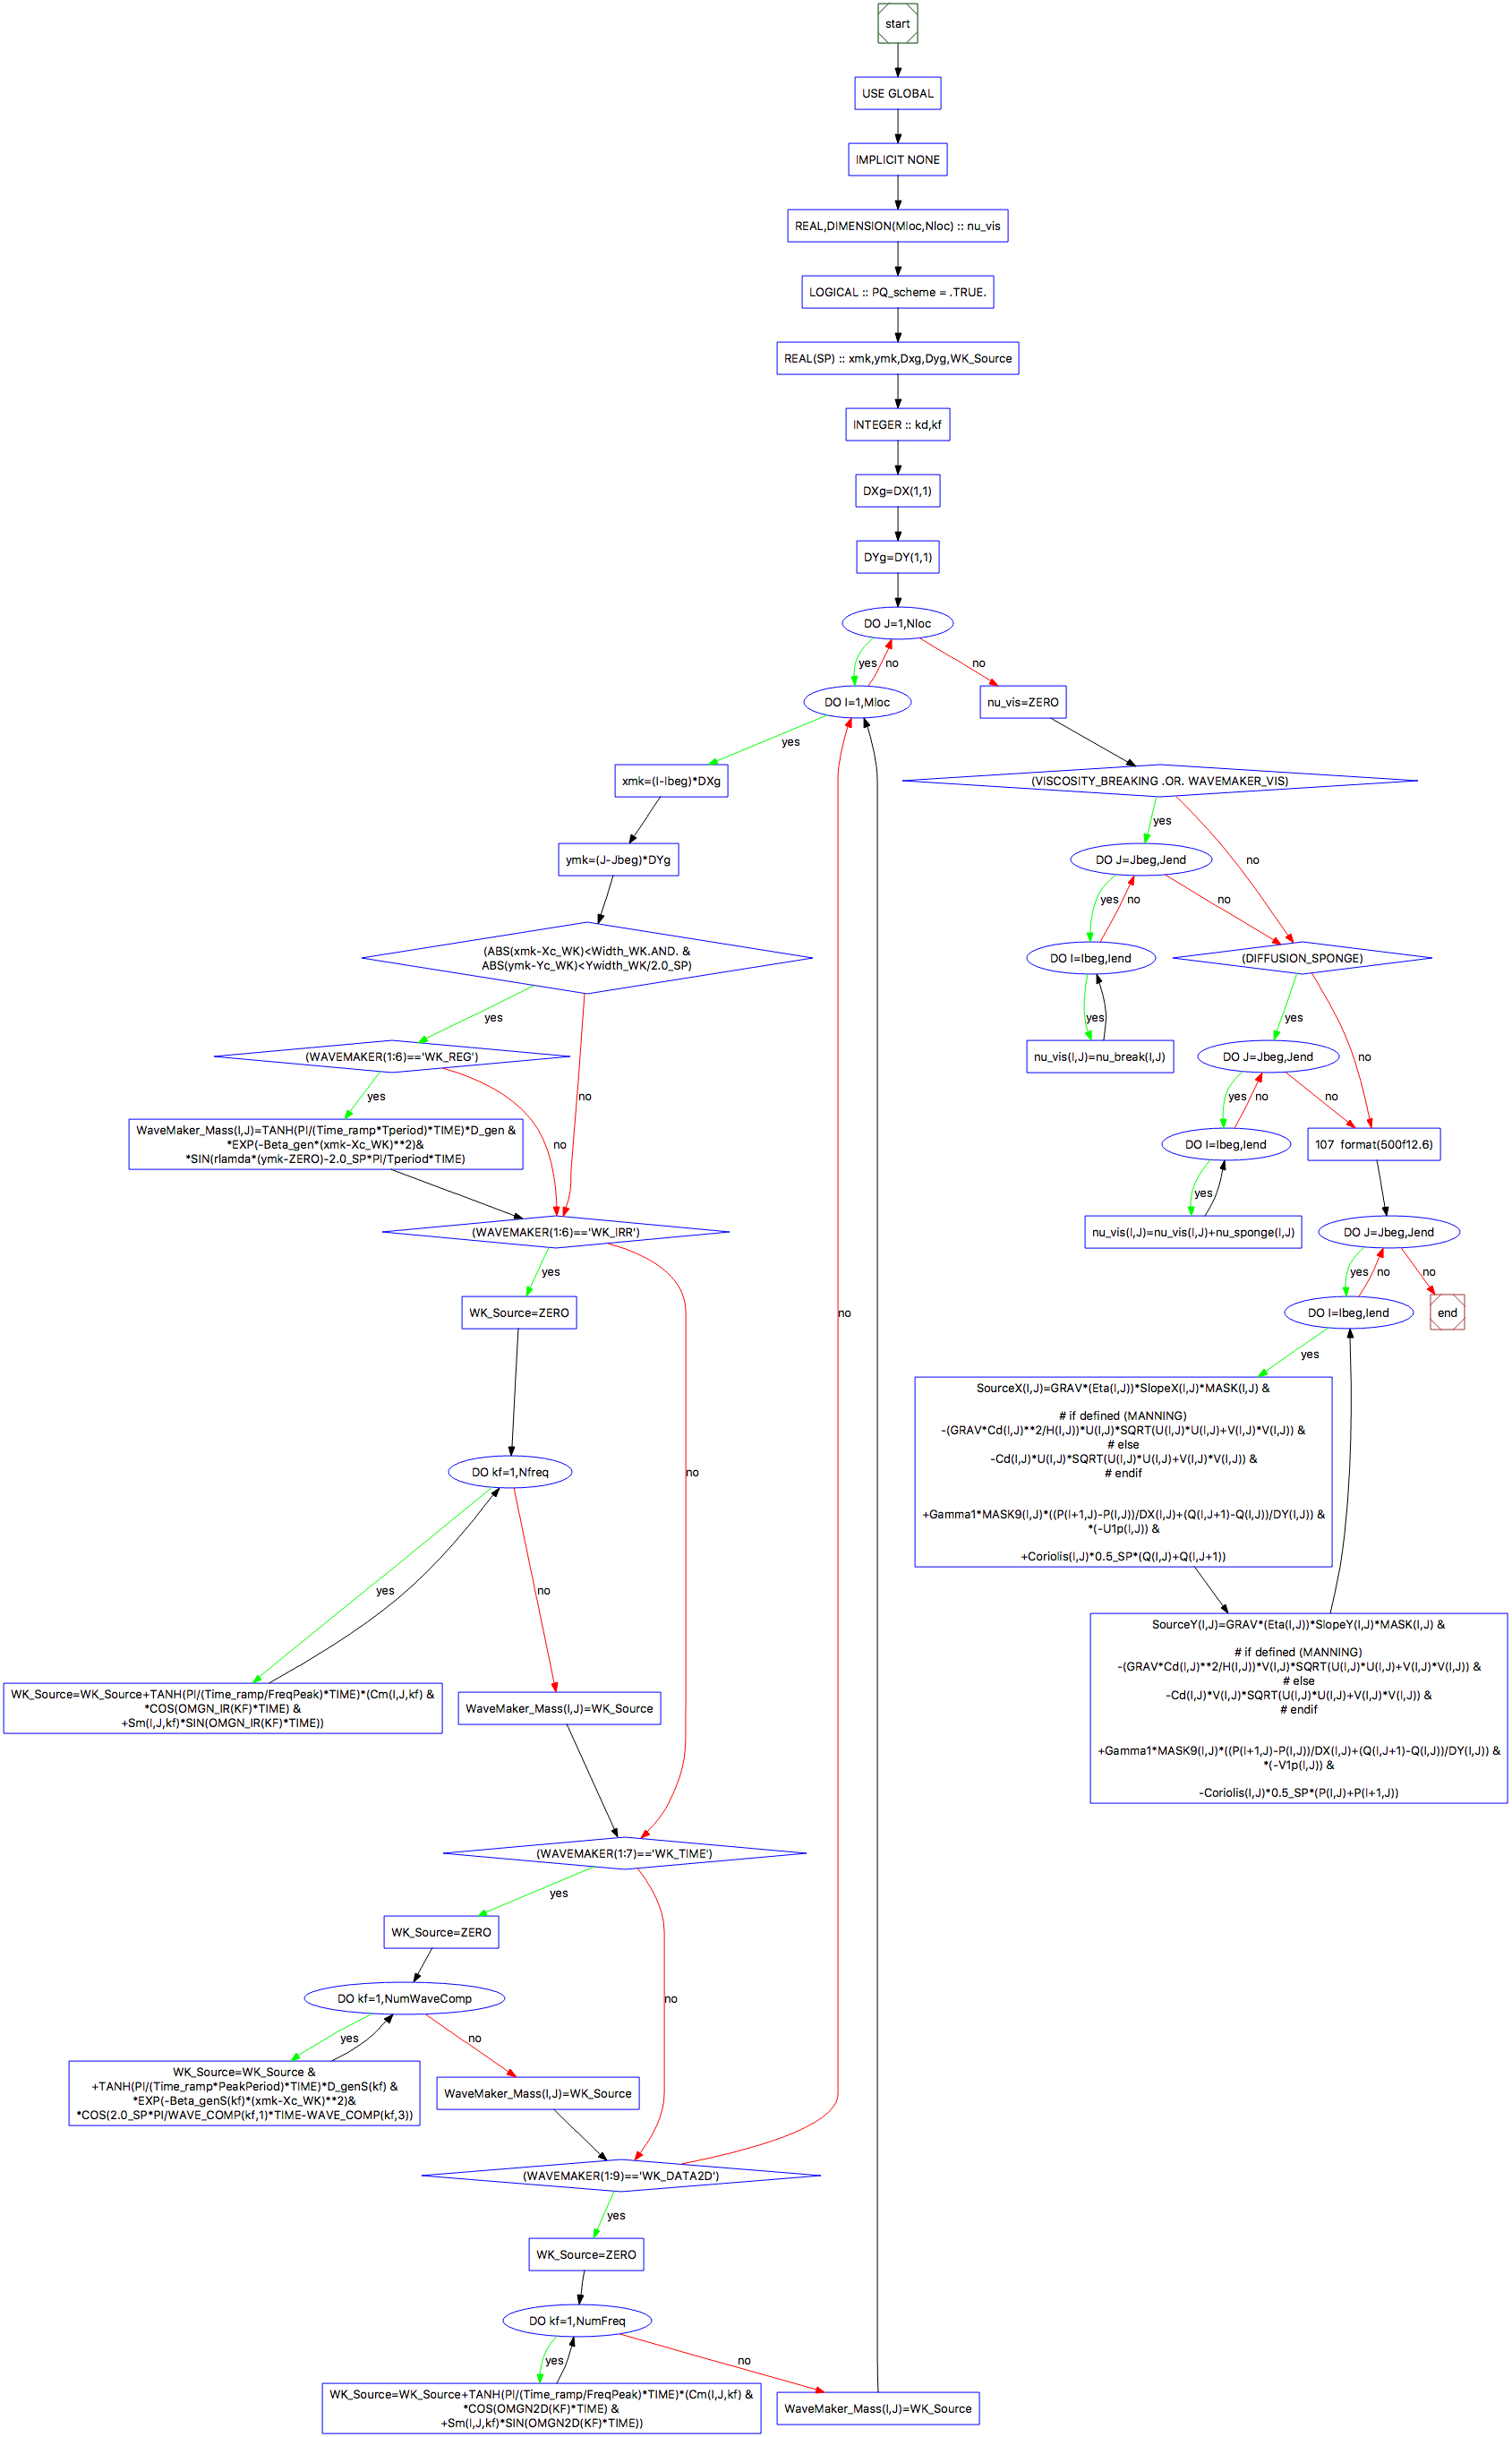 start
USE GLOBAL
IMPLICIT NONE
REAL,DIMENSION(Mloc,Nloc) :: nu_vis
LOGICAL :: PQ_scheme = .TRUE.
REAL(SP) :: xmk,ymk,Dxg,Dyg,WK_Source
INTEGER :: kd,kf
DXg=DX(1,1)
DYg=DY(1,1)
DO J=1,Nloc
yes
no
no
DO I=1,Mloc
yes
xmk=(I-Ibeg)*DXg
ymk=(J-Jbeg)*DYg
(ABS(xmk-Xc_WK)<Width_WK.AND. &
ABS(ymk-Yc_WK)<Ywidth_WK/2.0_SP)
yes
no
(WAVEMAKER(1:6)=='WK_REG')
yes
no
WaveMaker_Mass(I,J)=TANH(PI/(Time_ramp*Tperiod)*TIME)*D_gen &
*EXP(-Beta_gen*(xmk-Xc_WK)**2)&
*SIN(rlamda*(ymk-ZERO)-2.0_SP*PI/Tperiod*TIME)
(WAVEMAKER(1:6)=='WK_IRR')
yes
no
no
WK_Source=ZERO
DO kf=1,Nfreq
yes
no
WK_Source=WK_Source+TANH(PI/(Time_ramp/FreqPeak)*TIME)*(Cm(I,J,kf) &
*COS(OMGN_IR(KF)*TIME) &
+Sm(I,J,kf)*SIN(OMGN_IR(KF)*TIME))
WaveMaker_Mass(I,J)=WK_Source
(WAVEMAKER(1:7)=='WK_TIME')
yes
no
WK_Source=ZERO
DO kf=1,NumWaveComp
yes
no
WK_Source=WK_Source &
+TANH(PI/(Time_ramp*PeakPeriod)*TIME)*D_genS(kf) &
*EXP(-Beta_genS(kf)*(xmk-Xc_WK)**2)&
*COS(2.0_SP*PI/WAVE_COMP(kf,1)*TIME-WAVE_COMP(kf,3))
WaveMaker_Mass(I,J)=WK_Source
(WAVEMAKER(1:9)=='WK_DATA2D')
yes
WK_Source=ZERO
DO kf=1,NumFreq
yes
no
WK_Source=WK_Source+TANH(PI/(Time_ramp/FreqPeak)*TIME)*(Cm(I,J,kf) &
*COS(OMGN2D(KF)*TIME) &
+Sm(I,J,kf)*SIN(OMGN2D(KF)*TIME))
WaveMaker_Mass(I,J)=WK_Source
nu_vis=ZERO
(VISCOSITY_BREAKING .OR. WAVEMAKER_VIS)
yes
no
DO J=Jbeg,Jend
yes
no
no
DO I=Ibeg,Iend
yes
nu_vis(I,J)=nu_break(I,J)
(DIFFUSION_SPONGE)
yes
no
DO J=Jbeg,Jend
yes
no
no
DO I=Ibeg,Iend
yes
nu_vis(I,J)=nu_vis(I,J)+nu_sponge(I,J)
107  format(500f12.6)
DO J=Jbeg,Jend
yes
no
no
DO I=Ibeg,Iend
end
yes
SourceX(I,J)=GRAV*(Eta(I,J))*SlopeX(I,J)*MASK(I,J) &
# if defined (MANNING)
-(GRAV*Cd(I,J)**2/H(I,J))*U(I,J)*SQRT(U(I,J)*U(I,J)+V(I,J)*V(I,J)) &
# else
-Cd(I,J)*U(I,J)*SQRT(U(I,J)*U(I,J)+V(I,J)*V(I,J)) &
# endif
+Gamma1*MASK9(I,J)*((P(I+1,J)-P(I,J))/DX(I,J)+(Q(I,J+1)-Q(I,J))/DY(I,J)) &
*(-U1p(I,J)) &
+Coriolis(I,J)*0.5_SP*(Q(I,J)+Q(I,J+1))
SourceY(I,J)=GRAV*(Eta(I,J))*SlopeY(I,J)*MASK(I,J) &
# if defined (MANNING)
-(GRAV*Cd(I,J)**2/H(I,J))*V(I,J)*SQRT(U(I,J)*U(I,J)+V(I,J)*V(I,J)) &
# else
-Cd(I,J)*V(I,J)*SQRT(U(I,J)*U(I,J)+V(I,J)*V(I,J)) &
# endif
+Gamma1*MASK9(I,J)*((P(I+1,J)-P(I,J))/DX(I,J)+(Q(I,J+1)-Q(I,J))/DY(I,J)) &
*(-V1p(I,J)) &
-Coriolis(I,J)*0.5_SP*(P(I,J)+P(I+1,J))